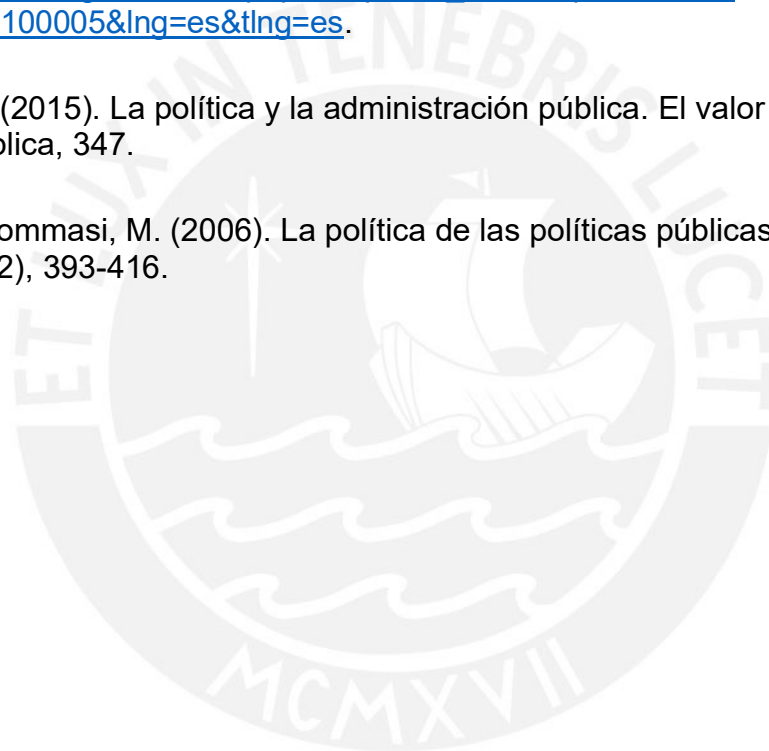 100005&lng=es&tlng=es.
(2015). La política y la administración pública. El valor
blica, 347.
ommasi, M. (2006). La política de las políticas públicas
2), 393-416.
ET LUX IN TENEBRIS LUCET
MCMXVII